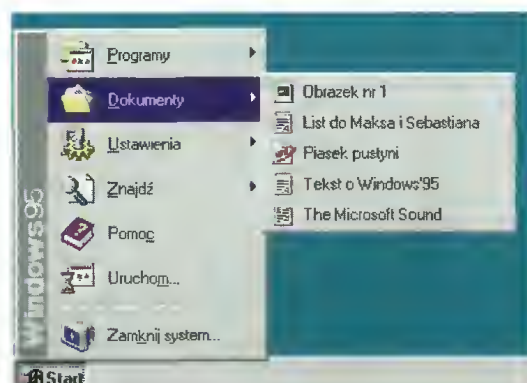 Programy
Dokumenty
Ustawienia
Znajdź
Pomoc
Uruchom...
Zamknij system...
Windows95
Obrazek nr 1
List do Maksa i Sebastiana
Piasek pustyni
Tekst o Windows'95
The Microsoft Sound
Start